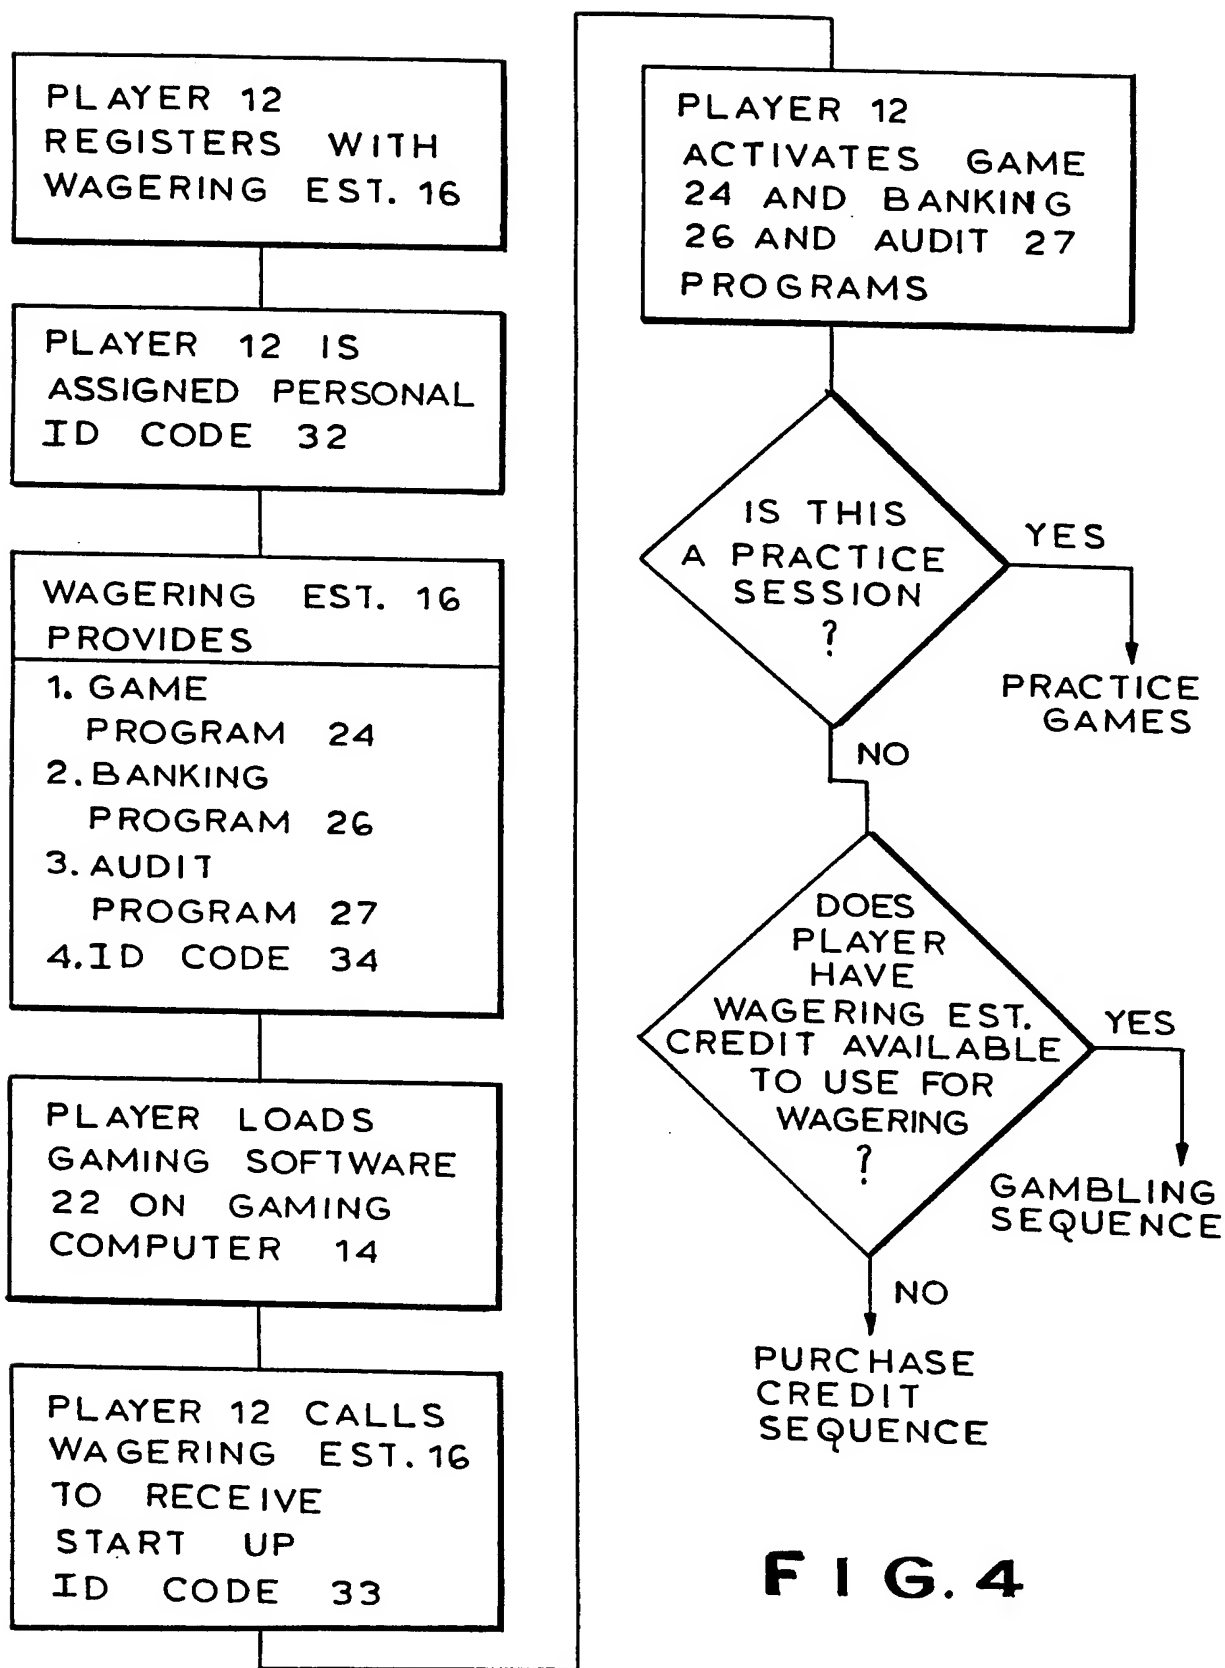 PLAYER 12
REGISTERS WITH
WAGERING EST. 16
PLAYER 12 IS
ASSIGNED PERSONAL
ID CODE 32
WAGERING EST. 16
PROVIDES
1. GAME
PROGRAM 24
2. BANKING
PROGRAM 26
3. AUDIT
PROGRAM 27
4. ID CODE 34
PLAYER LOADS
GAMING SOFTWARE
22 ON GAMING
COMPUTER 14
PLAYER 12 CALLS
WAGERING EST. 16
TO RECEIVE
START UP
ID CODE 33
PLAYER 12
ACTIVATES GAME
24 AND BANKING
26 AND AUDIT 27
PROGRAMS
IS THIS
A PRACTICE
SESSION
?
YES
PRACTICE
GAMES
NO
DOES
PLAYER
HAVE
WAGERING EST.
CREDIT AVAILABLE
TO USE FOR
WAGERING
?
YES
GAMBLING
SEQUENCE
NO
PURCHASE
CREDIT
SEQUENCE
FIG. 4